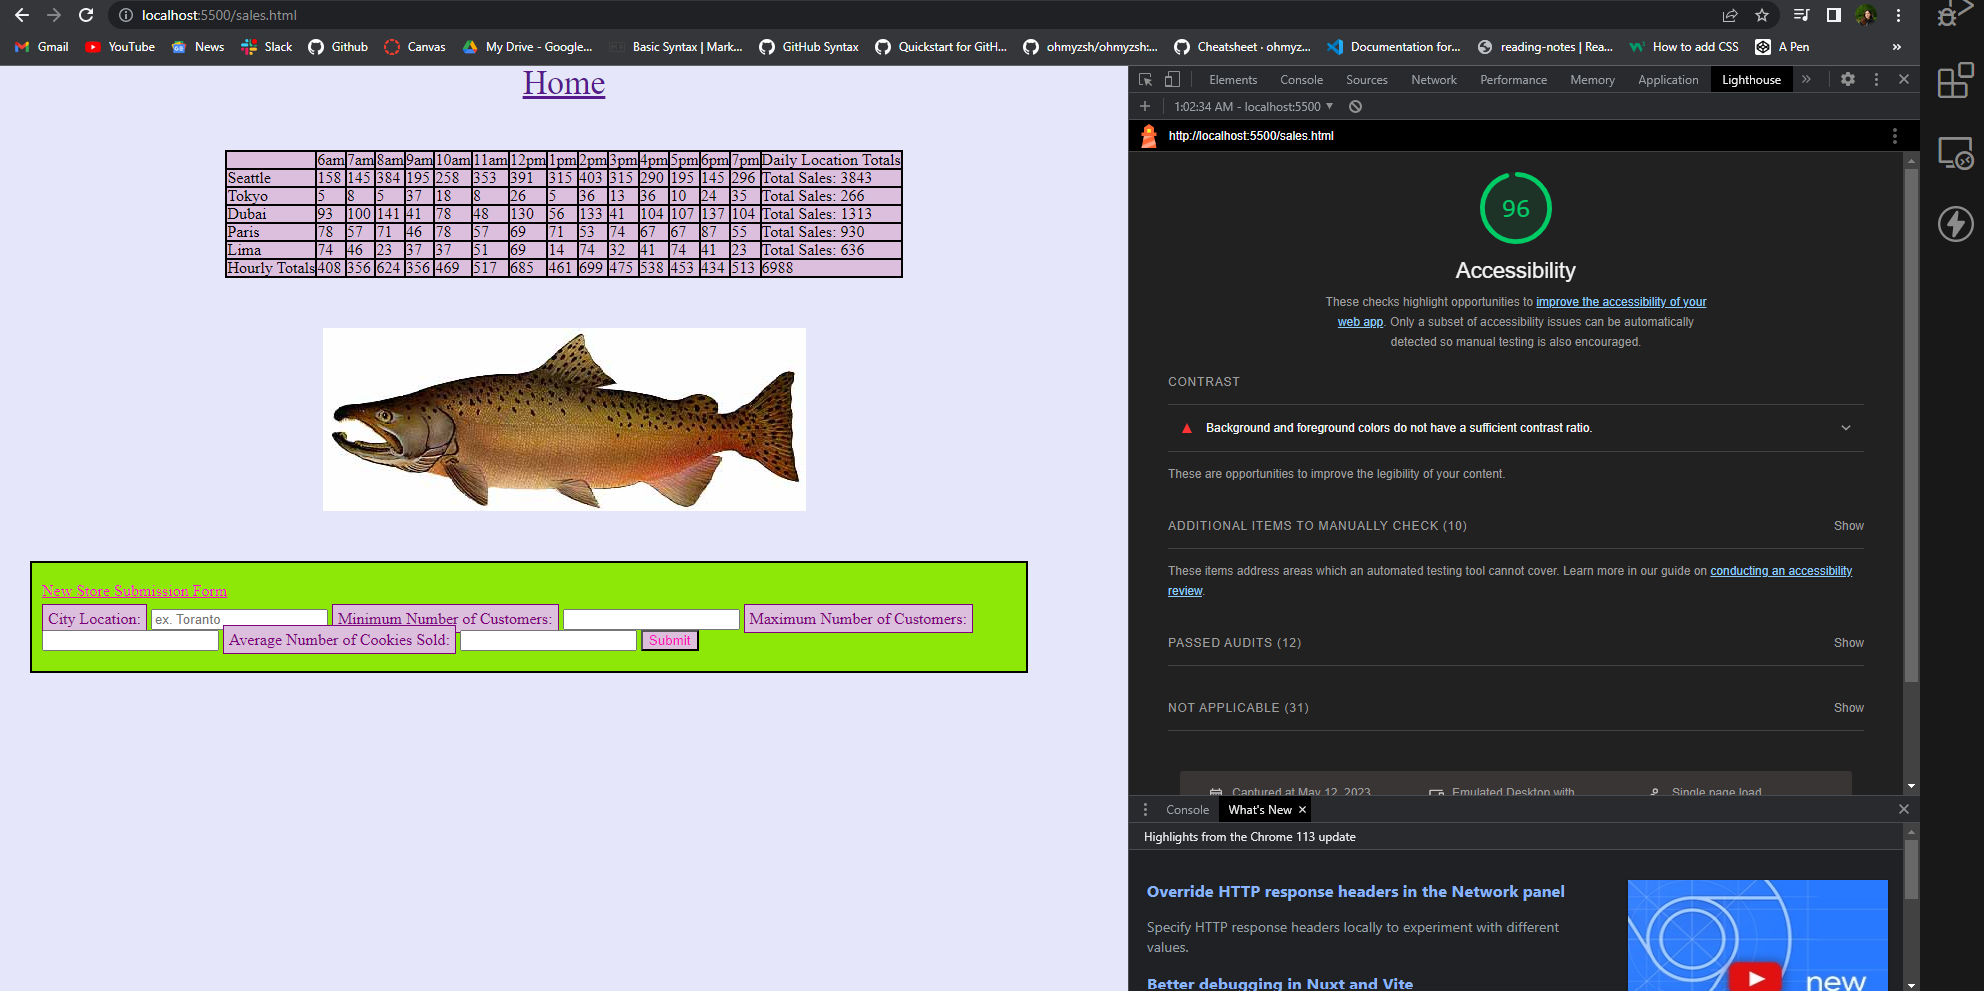 localhost:5500/sales.html
Gmail YouTube News Slack Github Canvas My Drive - Google... Basic Syntax | Mark... GitHub Syntax Quickstart for GitH... ohmyzsh/ohmyzsh:... Cheatsheet · ohmyz... Documentation for... reading-notes | Rea... How to add CSS A Pen »
Home
6am 7am 8am 9am 10am 11am 12pm 1pm 2pm 3pm 4pm 5pm 6pm 7pm Daily Location Totals
Seattle 158 145 384 195 258 353 391 315 403 315 290 195 145 296 Total Sales: 3843
Tokyo 5 8 5 37 18 8 26 5 36 13 36 10 24 35 Total Sales: 266
Dubai 93 100 141 41 78 48 130 56 133 41 104 107 137 104 Total Sales: 1313
Paris 78 57 71 46 78 57 69 71 53 74 67 67 87 55 Total Sales: 930
Lima 74 46 23 37 37 51 69 14 74 32 41 74 41 23 Total Sales: 636
Hourly Totals 408 356 624 356 469 517 685 461 699 475 538 453 434 513 6988
New Store Submission Form
City Location: ex. Toranto Minimum Number of Customers: Maximum Number of Customers:
Average Number of Cookies Sold: Submit
Elements Console Sources Network Performance Memory Application Lighthouse »
1:02:34 AM - localhost:5500
http://localhost:5500/sales.html
96
Accessibility
These checks highlight opportunities to improve the accessibility of your
web app. Only a subset of accessibility issues can be automatically
detected so manual testing is also encouraged.
CONTRAST
Background and foreground colors do not have a sufficient contrast ratio.
These are opportunities to improve the legibility of your content.
ADDITIONAL ITEMS TO MANUALLY CHECK (10) Show
These items address areas which an automated testing tool cannot cover. Learn more in our guide on conducting an accessibility
review.
PASSED AUDITS (12) Show
NOT APPLICABLE (31) Show
Captured at May 12, 2023 Emulated Desktop with Single page load
Console What's New
Highlights from the Chrome 113 update
Override HTTP response headers in the Network panel
Specify HTTP response headers locally to experiment with different
values.
Better debugging in Nuxt and Vite
new